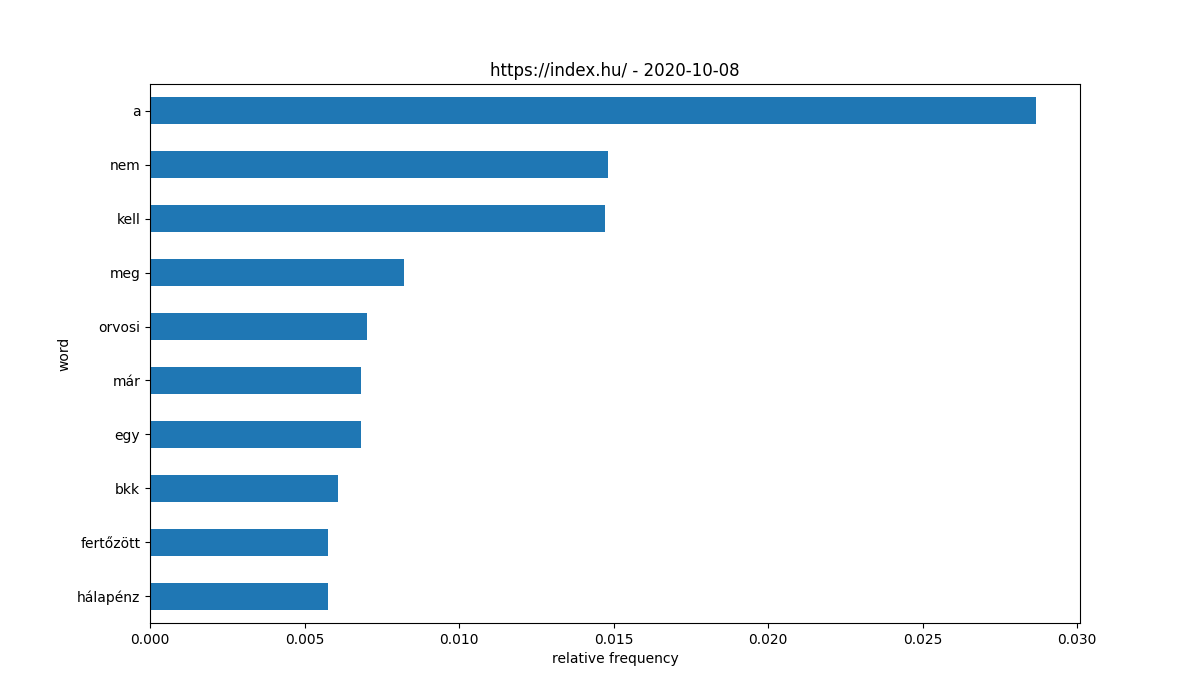 https://index.hu/ - 2020-10-08
a
nem
kell
meg
orvosi
már
egy
bkk
fertőzött
hálapénz
word
0.000 0.005 0.010 0.015 0.020 0.025 0.030
relative frequency